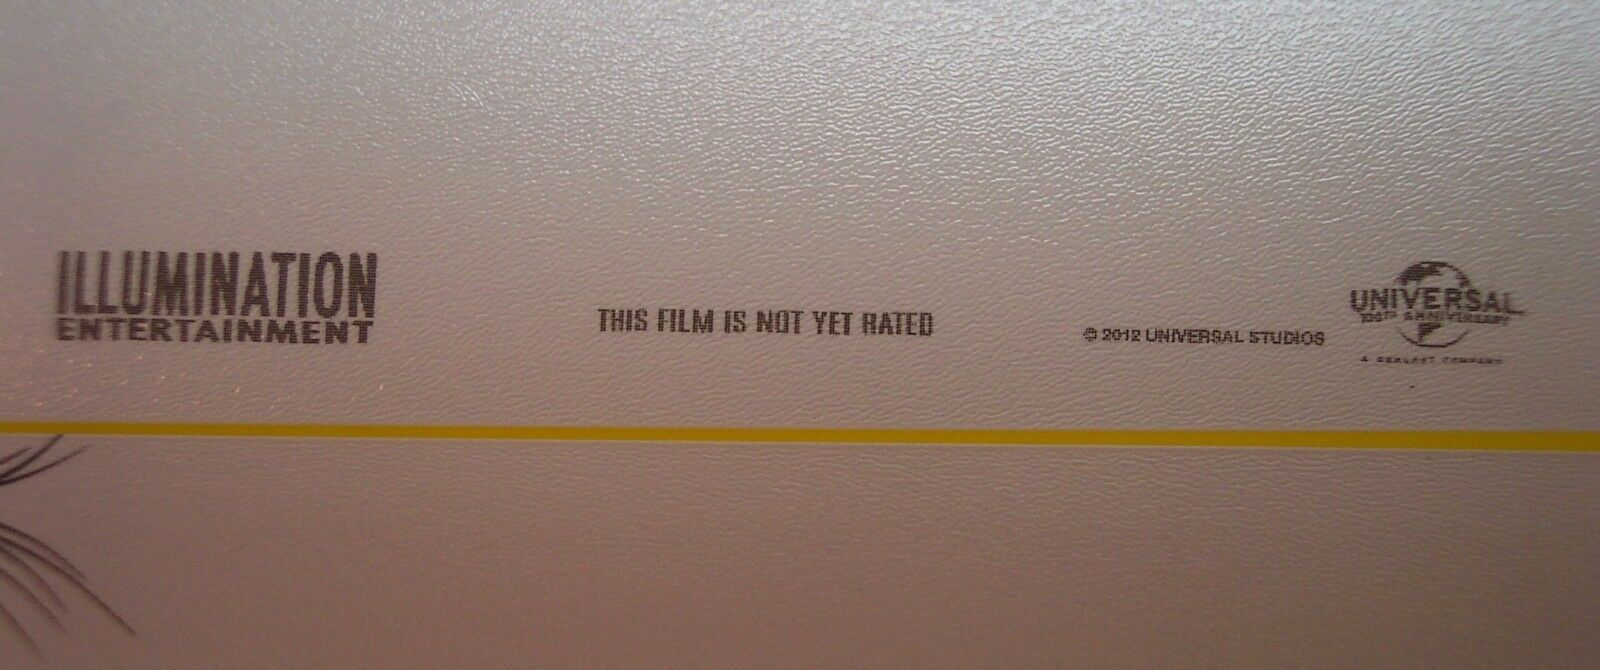 ILLUMINATION
ENTERTAINMENT
THIS FILM IS NOT YET RATED
© 2012 UNIVERSAL STUDIOS
UNIVERSAL
100TH ANNIVERSARY
A COMCAST COMPANY